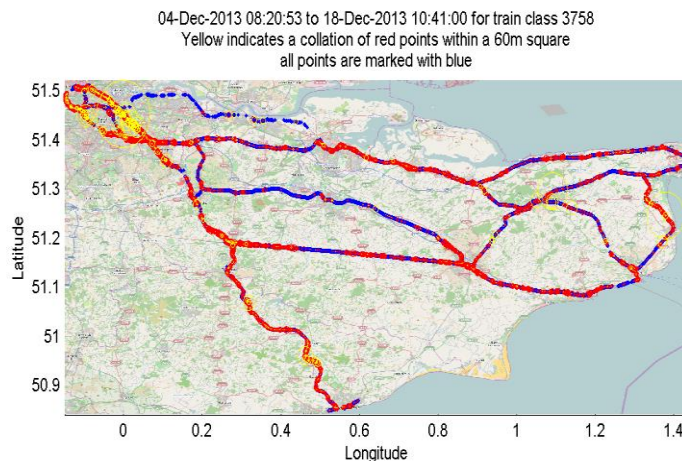 04-Dec-2013 08:20:53 to 18-Dec-2013 10:41:00 for train class 3758
Yellow indicates a collation of red points within a 60m square
all points are marked with blue
51.5
51.4
51.3
51.2
51.1
51
50.9
Latitude
0 0.2 0.4 0.6 0.8 1 1.2 1.4
Longitude